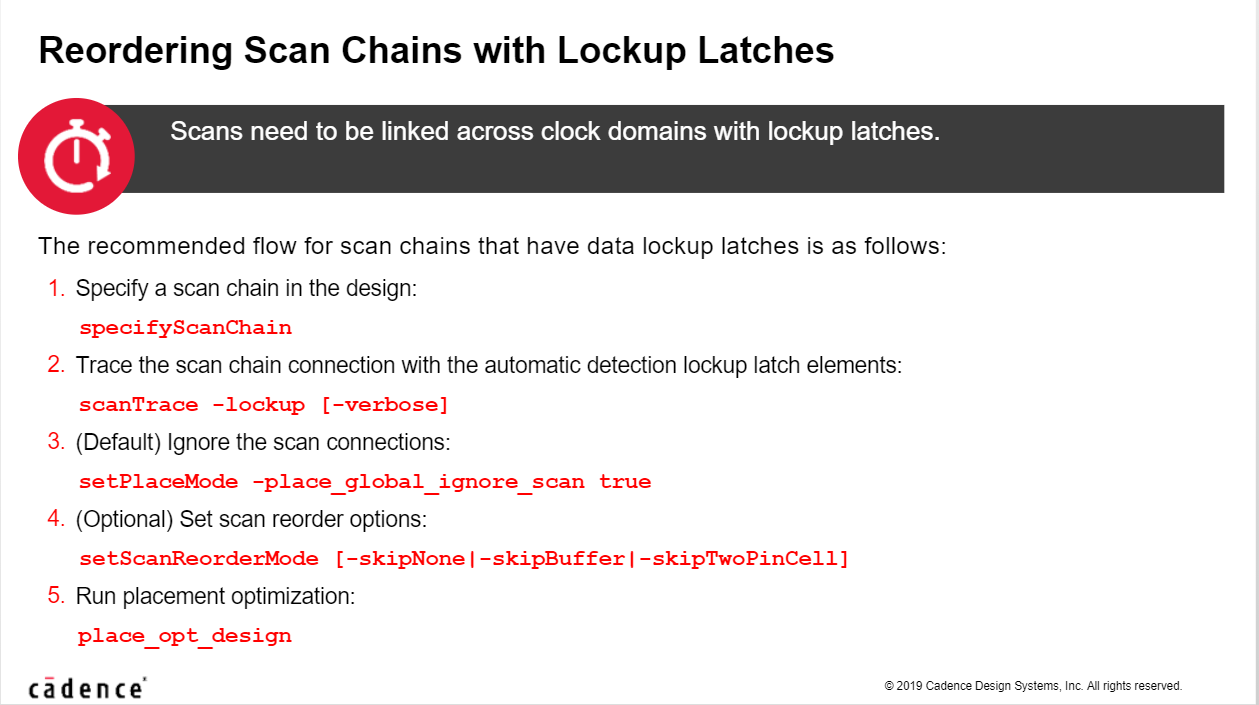 Reordering Scan Chains with Lockup Latches
Scans need to be linked across clock domains with lockup latches.
The recommended flow for scan chains that have data lockup latches is as follows:
1. Specify a scan chain in the design:
specifyScanChain
2. Trace the scan chain connection with the automatic detection lockup latch elements:
scanTrace -lockup [-verbose]
3. (Default) Ignore the scan connections:
setPlaceMode -place_global_ignore_scan true
4. (Optional) Set scan reorder options:
setScanReorderMode [-skipNone|-skipBuffer|-skipTwoPinCell]
5. Run placement optimization:
place_opt_design
cādence
© 2019 Cadence Design Systems, Inc. All rights reserved.